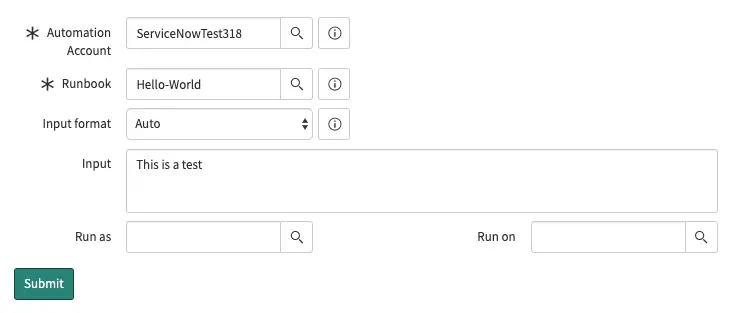 Automation
Account
ServiceNowTest318
Runbook
Hello-World
Input format
Auto
Input
This is a test
Run as
Run on
Submit